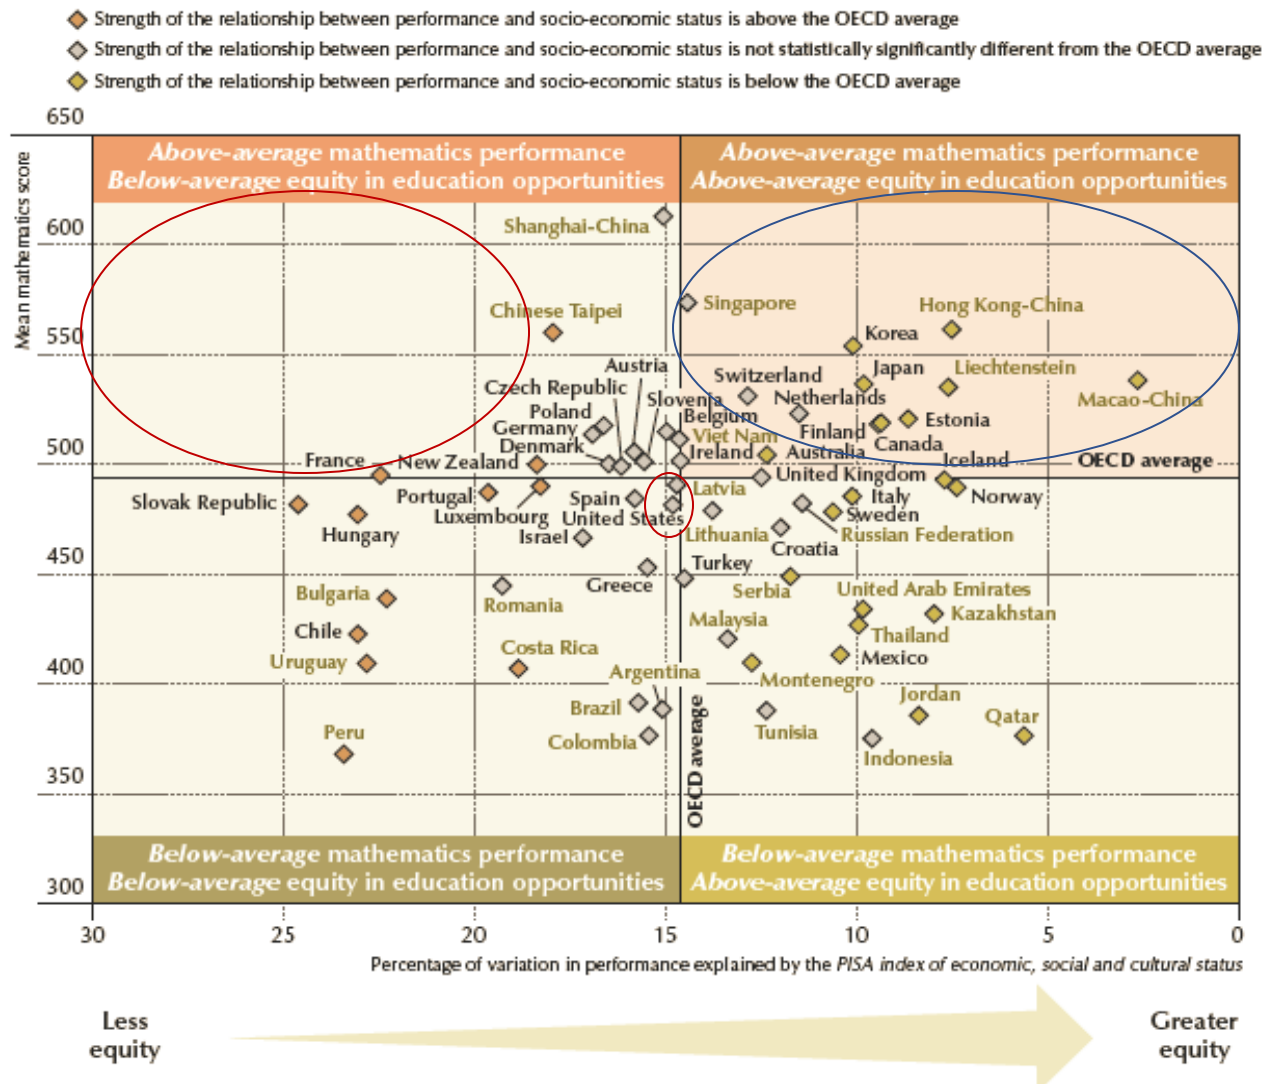 Strength of the relationship between performance and socio-economic status is above the OECD average
Strength of the relationship between performance and socio-economic status is not statistically significantly different from the OECD average
Strength of the relationship between performance and socio-economic status is below the OECD average
650
Mean mathematics score
Above-average mathematics performance
Below-average equity in education opportunities
Above-average mathematics performance
Above-average equity in education opportunities
600
Shanghai-China
Singapore
Hong Kong-China
Chinese Taipei
Korea
550
Austria
Japan
Liechtenstein
Switzerland
Czech Republic
Slovenia
Netherlands
Macao-China
Poland
Belgium
Estonia
Germany
Viet Nam
Finland
Canada
Denmark
Ireland
Australia
500
France
New Zealand
Iceland
OECD average
United Kingdom
Latvia
Slovak Republic
Portugal
Spain
Italy
Norway
Luxembourg
United States
Sweden
Hungary
Israel
Lithuania
Russian Federation
Croatia
450
Turkey
Greece
Serbia
United Arab Emirates
Bulgaria
Romania
Kazakhstan
Malaysia
Chile
Thailand
Uruguay
Costa Rica
Mexico
400
Argentina
Montenegro
Jordan
Brazil
Qatar
Peru
Colombia
Tunisia
Indonesia
OECD average
350
Below-average mathematics performance
Below-average equity in education opportunities
Below-average mathematics performance
Above-average equity in education opportunities
300
30
25
20
15
10
5
0
Percentage of variation in performance explained by the PISA index of economic, social and cultural status
Less
equity
Greater
equity